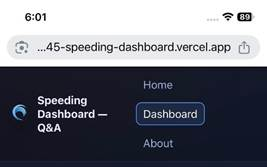 6:01
89
...45-speeding-dashboard.vercel.app
Home
Speeding
Dashboard —
Q&A
Dashboard
About